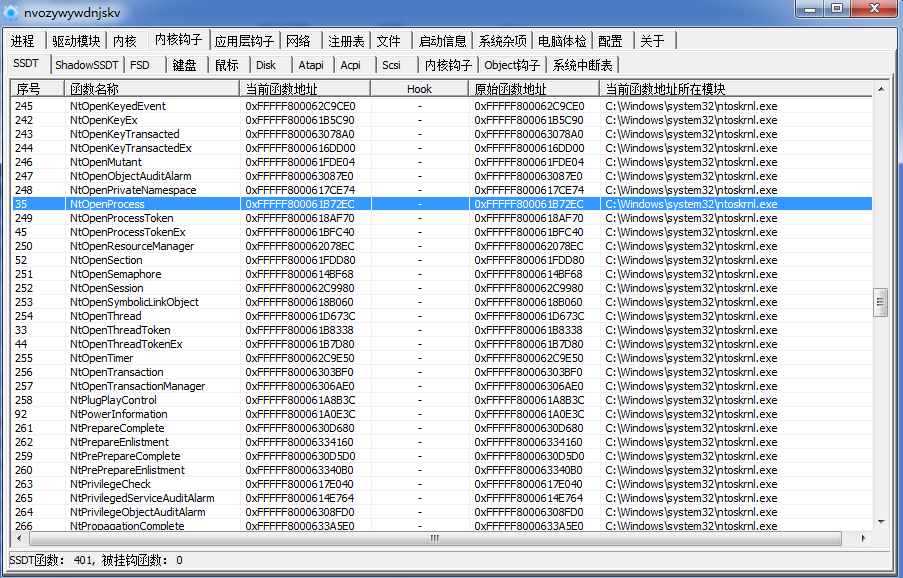 nvozywywdnjskv
进程 驱动模块 内核 内核钩子 应用层钩子 网络 注册表 文件 启动信息 系统杂项 电脑体检 配置 关于
SSDT ShadowSSDT FSD 键盘 鼠标 Disk Atapi Acpi Scsi 内核钩子 Object钩子 系统中断表
序号 函数名称 当前函数地址 Hook 原始函数地址 当前函数地址所在模块
245 NtOpenKeyedEvent 0xFFFFF800062C9CE0 - 0xFFFFF800062C9CE0 C:\Windows\system32\ntoskrnl.exe
242 NtOpenKeyEx 0xFFFFF800061B5C90 - 0xFFFFF800061B5C90 C:\Windows\system32\ntoskrnl.exe
243 NtOpenKeyTransacted 0xFFFFF800063078A0 - 0xFFFFF800063078A0 C:\Windows\system32\ntoskrnl.exe
244 NtOpenKeyTransactedEx 0xFFFFF8000616DD00 - 0xFFFFF8000616DD00 C:\Windows\system32\ntoskrnl.exe
246 NtOpenMutant 0xFFFFF800061FDE04 - 0xFFFFF800061FDE04 C:\Windows\system32\ntoskrnl.exe
247 NtOpenObjectAuditAlarm 0xFFFFF800063087E0 - 0xFFFFF800063087E0 C:\Windows\system32\ntoskrnl.exe
248 NtOpenPrivateNamespace 0xFFFFF8000617CE74 - 0xFFFFF8000617CE74 C:\Windows\system32\ntoskrnl.exe
35 NtOpenProcess 0xFFFFF800061B72EC - 0xFFFFF800061B72EC C:\Windows\system32\ntoskrnl.exe
249 NtOpenProcessToken 0xFFFFF8000618AF70 - 0xFFFFF8000618AF70 C:\Windows\system32\ntoskrnl.exe
45 NtOpenProcessTokenEx 0xFFFFF800061BFC40 - 0xFFFFF800061BFC40 C:\Windows\system32\ntoskrnl.exe
250 NtOpenResourceManager 0xFFFFF800062078EC - 0xFFFFF800062078EC C:\Windows\system32\ntoskrnl.exe
52 NtOpenSection 0xFFFFF800061FDD80 - 0xFFFFF800061FDD80 C:\Windows\system32\ntoskrnl.exe
251 NtOpenSemaphore 0xFFFFF8000614BF68 - 0xFFFFF8000614BF68 C:\Windows\system32\ntoskrnl.exe
252 NtOpenSession 0xFFFFF800062C9980 - 0xFFFFF800062C9980 C:\Windows\system32\ntoskrnl.exe
253 NtOpenSymbolicLinkObject 0xFFFFF8000618B060 - 0xFFFFF8000618B060 C:\Windows\system32\ntoskrnl.exe
254 NtOpenThread 0xFFFFF800061D673C - 0xFFFFF800061D673C C:\Windows\system32\ntoskrnl.exe
33 NtOpenThreadToken 0xFFFFF800061B8338 - 0xFFFFF800061B8338 C:\Windows\system32\ntoskrnl.exe
44 NtOpenThreadTokenEx 0xFFFFF800061B7D80 - 0xFFFFF800061B7D80 C:\Windows\system32\ntoskrnl.exe
255 NtOpenTimer 0xFFFFF800062C9E50 - 0xFFFFF800062C9E50 C:\Windows\system32\ntoskrnl.exe
256 NtOpenTransaction 0xFFFFF80006303BF0 - 0xFFFFF80006303BF0 C:\Windows\system32\ntoskrnl.exe
257 NtOpenTransactionManager 0xFFFFF80006306AE0 - 0xFFFFF80006306AE0 C:\Windows\system32\ntoskrnl.exe
258 NtPlugPlayControl 0xFFFFF800061A8B3C - 0xFFFFF800061A8B3C C:\Windows\system32\ntoskrnl.exe
92 NtPowerInformation 0xFFFFF800061A0E3C - 0xFFFFF800061A0E3C C:\Windows\system32\ntoskrnl.exe
261 NtPrepareComplete 0xFFFFF8000630D680 - 0xFFFFF8000630D680 C:\Windows\system32\ntoskrnl.exe
262 NtPrepareEnlistment 0xFFFFF80006334160 - 0xFFFFF80006334160 C:\Windows\system32\ntoskrnl.exe
259 NtPrePrepareComplete 0xFFFFF8000630D5D0 - 0xFFFFF8000630D5D0 C:\Windows\system32\ntoskrnl.exe
260 NtPrePrepareEnlistment 0xFFFFF800063340B0 - 0xFFFFF800063340B0 C:\Windows\system32\ntoskrnl.exe
263 NtPrivilegeCheck 0xFFFFF8000617E040 - 0xFFFFF8000617E040 C:\Windows\system32\ntoskrnl.exe
265 NtPrivilegedServiceAuditAlarm 0xFFFFF8000614E764 - 0xFFFFF8000614E764 C:\Windows\system32\ntoskrnl.exe
264 NtPrivilegeObjectAuditAlarm 0xFFFFF80006308FD0 - 0xFFFFF80006308FD0 C:\Windows\system32\ntoskrnl.exe
266 NtPropagationComplete 0xFFFFF800633A5E0 - 0xFFFFF800633A5E0 C:\Windows\system32\ntoskrnl.exe
SSDT函数: 401, 被挂钩函数: 0